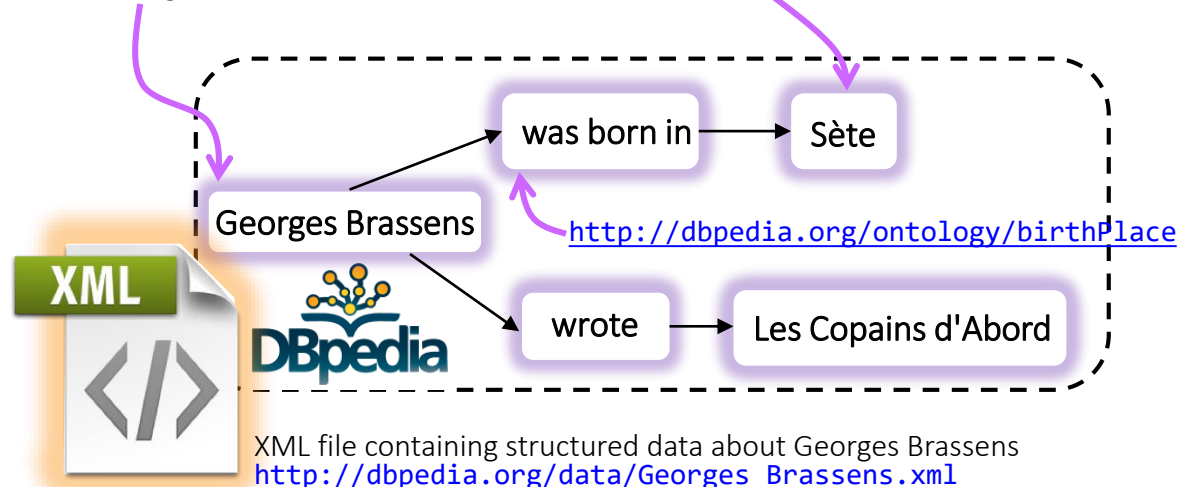 was born in
Sète
Georges Brassens
http://dbpedia.org/ontology/birthPlace
XML
</>
DBpedia
wrote
Les Copains d'Abord
XML file containing structured data about Georges Brassens
http://dbpedia.org/data/Georges_Brassens.xml